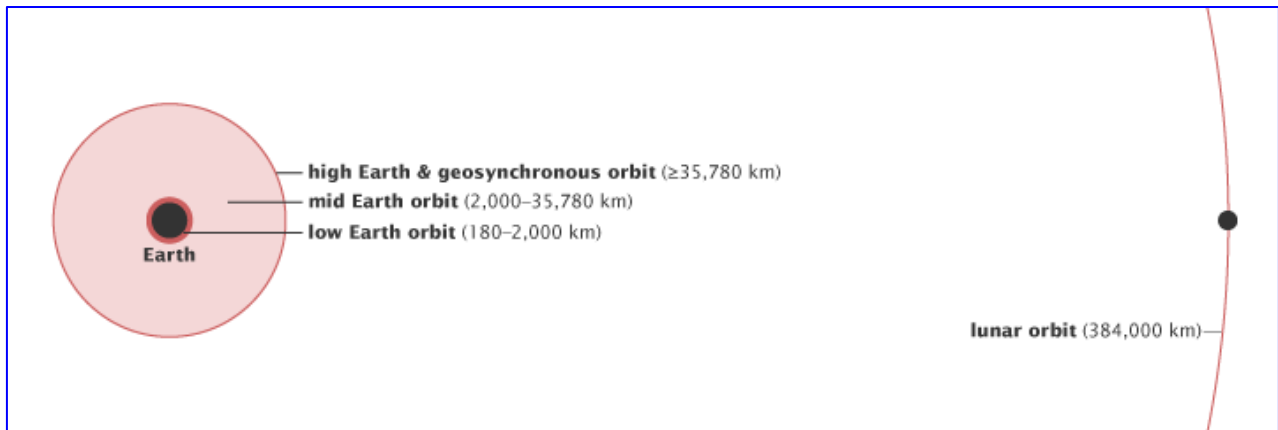 high Earth & geosynchronous orbit (≥35,780 km)
mid Earth orbit (2,000–35,780 km)
low Earth orbit (180–2,000 km)
Earth
lunar orbit (384,000 km)